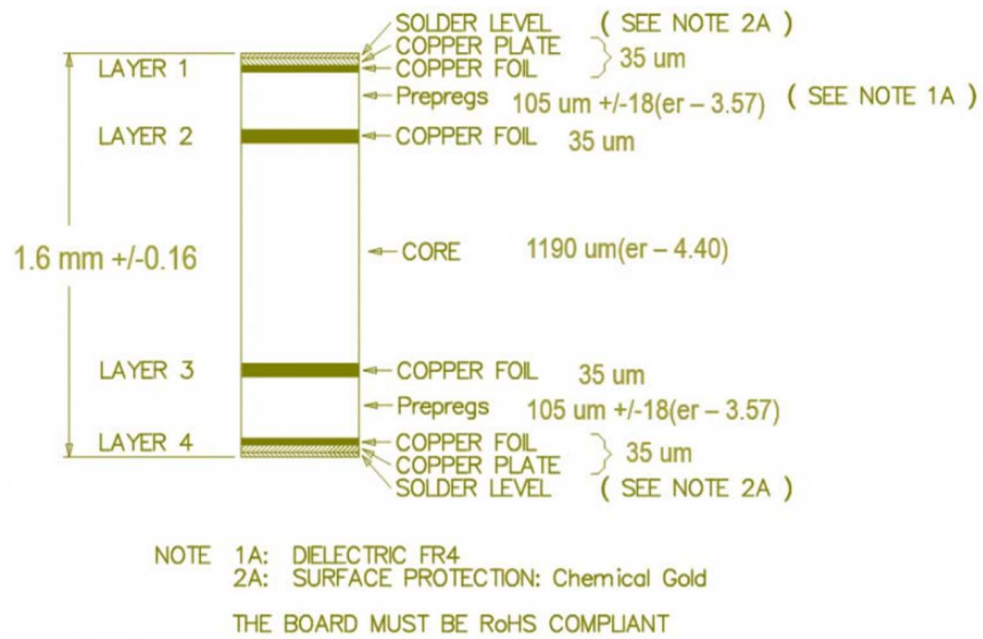 SOLDER LEVEL ( SEE NOTE 2A )
COPPER PLATE
35 um
LAYER 1 COPPER FOIL
Prepregs 105 um +/-18(er – 3.57) ( SEE NOTE 1A )
LAYER 2 COPPER FOIL 35 um
1.6 mm +/-0.16 CORE 1190 um(er – 4.40)
LAYER 3 COPPER FOIL 35 um
Prepregs 105 um +/-18(er – 3.57)
LAYER 4 COPPER FOIL
35 um
COPPER PLATE
SOLDER LEVEL ( SEE NOTE 2A )
NOTE 1A: DIELECTRIC FR4
2A: SURFACE PROTECTION: Chemical Gold
THE BOARD MUST BE RoHS COMPLIANT